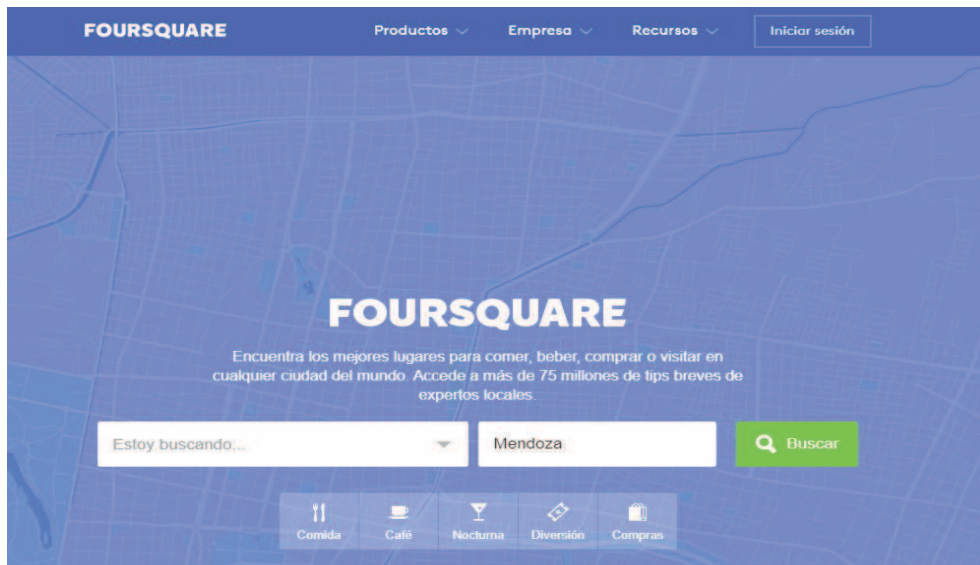 FOURSQUARE Productos Empresa Recursos Iniciar sesión
FOURSQUARE
Encuentra los mejores lugares para comer, beber, comprar o visitar en
cualquier ciudad del mundo. Accede a más de 75 millones de tips breves de
expertos locales.
Estoy buscando... Mendoza Buscar
Comida Café Nocturna Diversión Compras